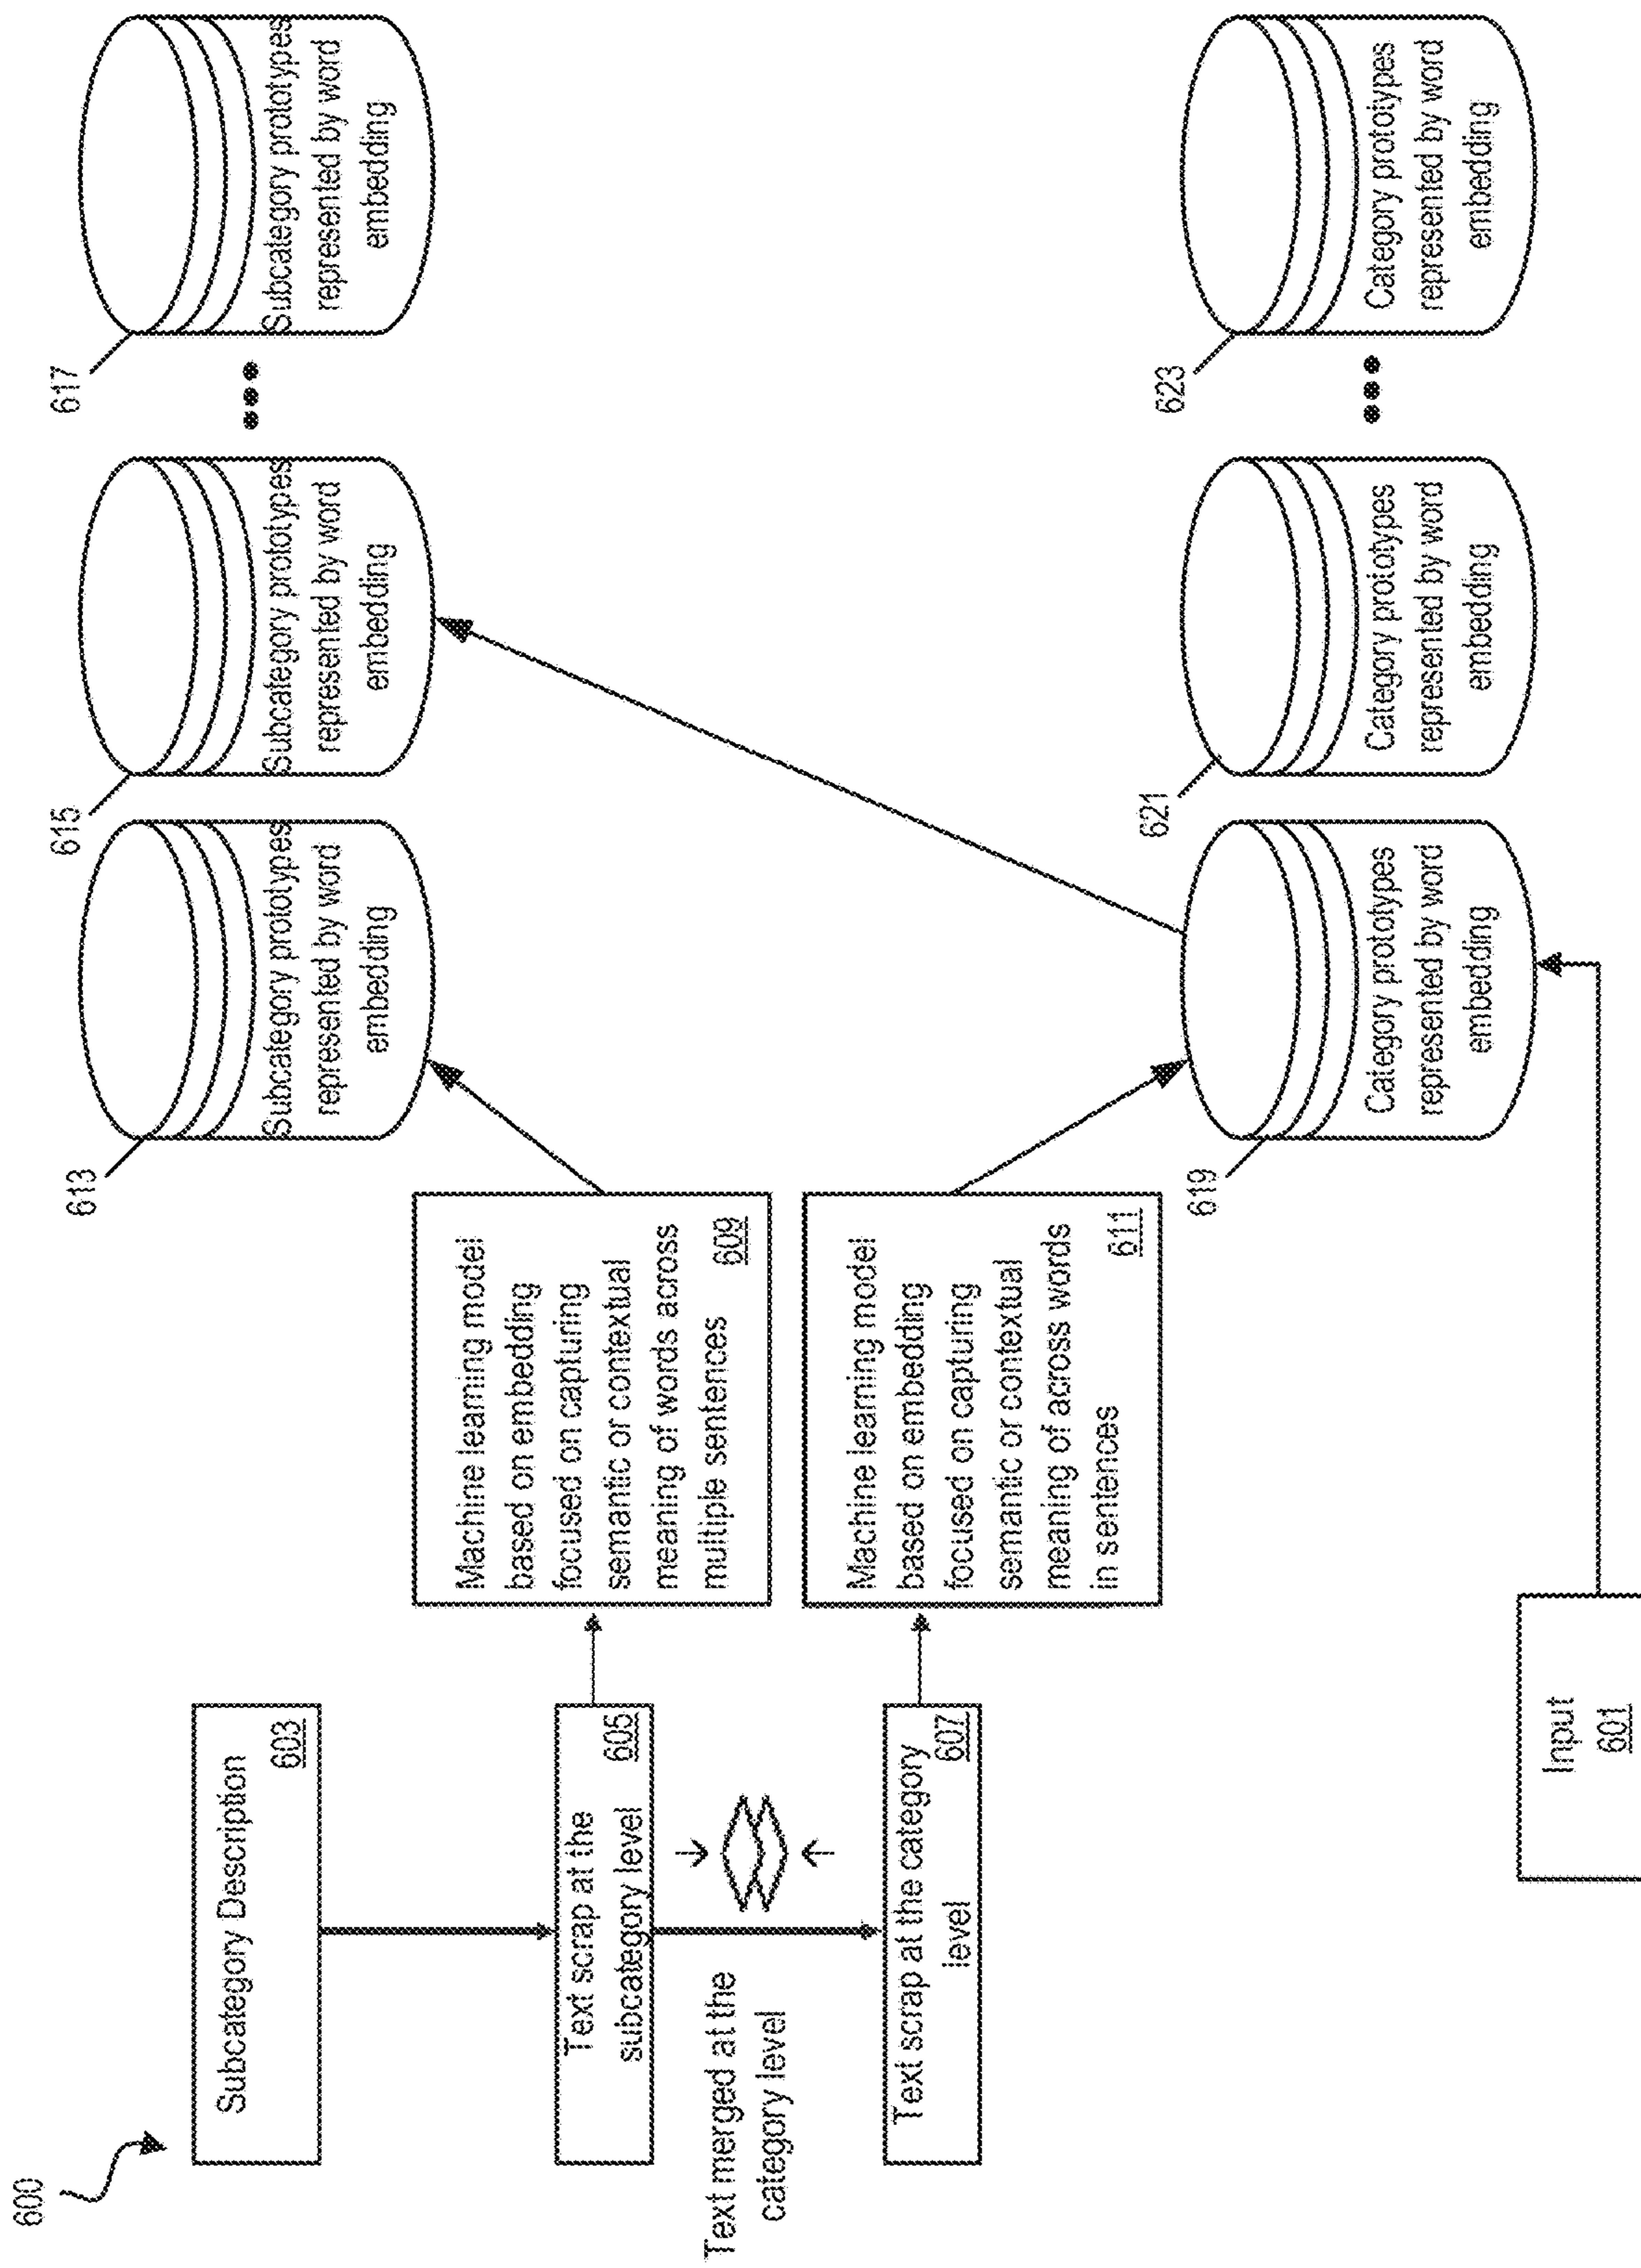 600
Subcategory Description
603
Text scrap at the
subcategory level
605
Text merged at the
category level
Text scrap at the category
level
607
Machine learning model
based on embedding
focused on capturing
semantic or contextual
meaning of words across
multiple sentences
609
Machine learning model
based on embedding
focused on capturing
semantic or contextual
meaning of across words
in sentences
611
613
Subcategory prototypes
represented by word
embedding
615
Subcategory prototypes
represented by word
embedding
617
Subcategory prototypes
represented by word
embedding
619
Category prototypes
represented by word
embedding
621
Category prototypes
represented by word
embedding
623
Category prototypes
represented by word
embedding
Input
601